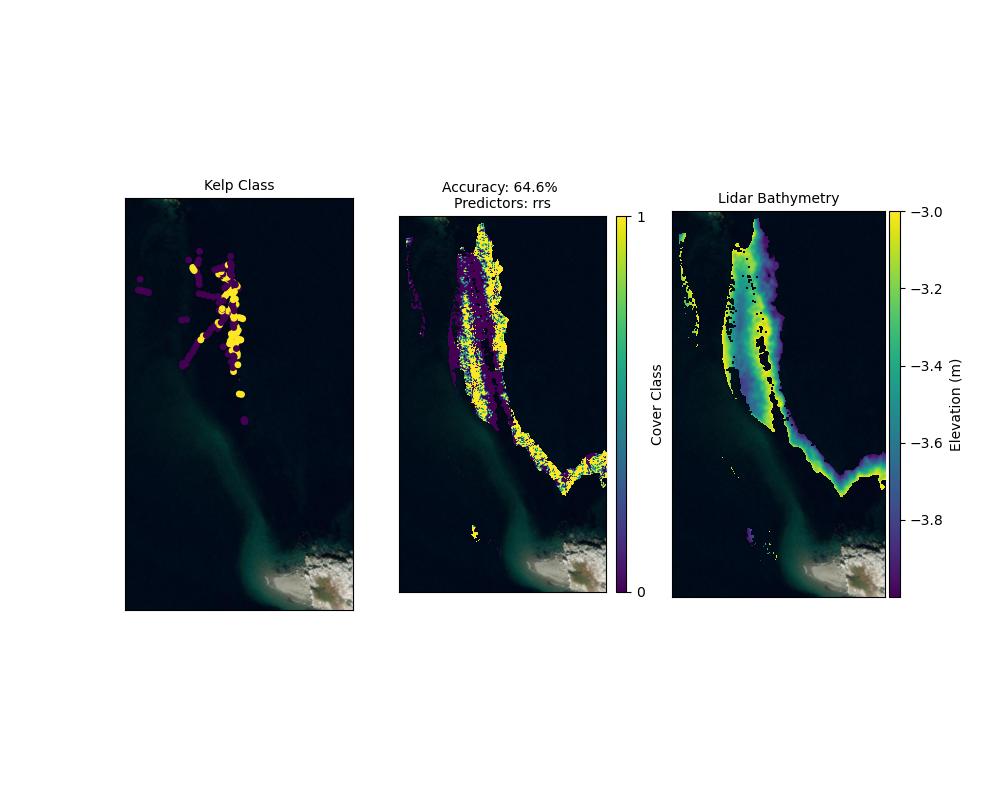 Kelp Class
Accuracy: 64.6%
Predictors: rrs
1
0
Cover Class
Lidar Bathymetry
−3.0
−3.2
−3.4
−3.6
−3.8
Elevation (m)